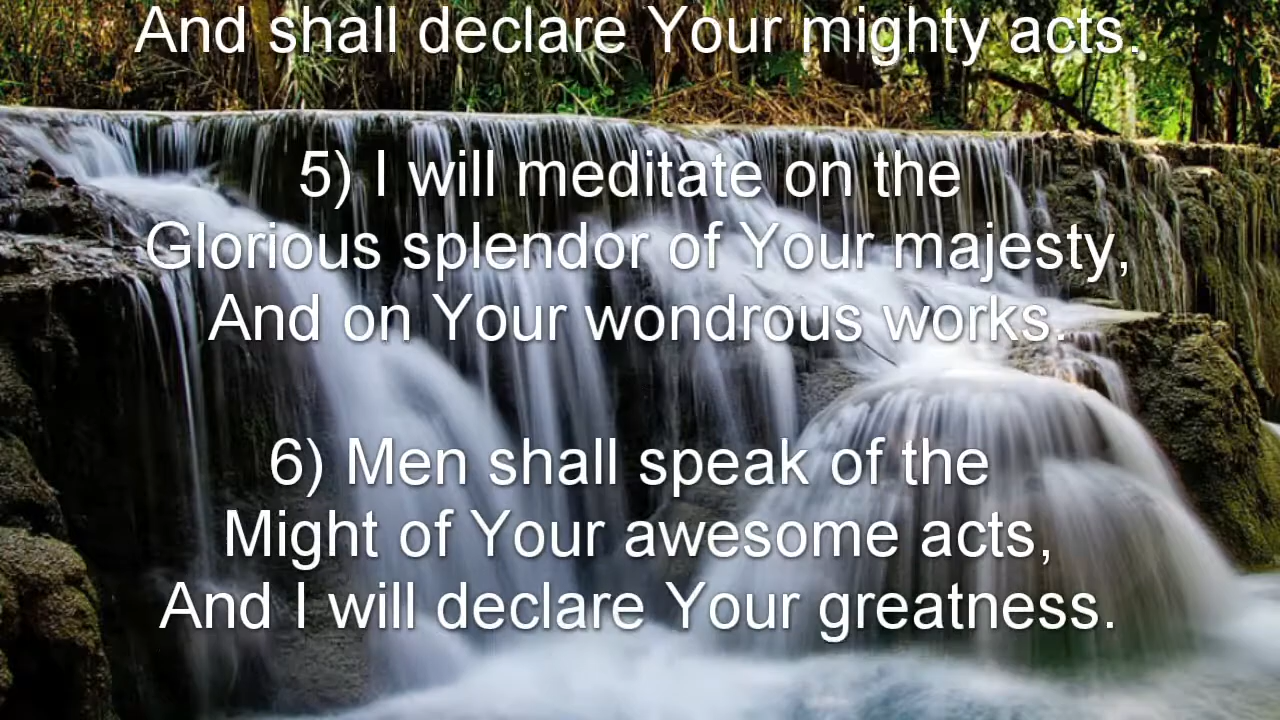 And shall declare Your mighty acts.
5) I will meditate on the
Glorious splendor of Your majesty,
And on Your wondrous works.
6) Men shall speak of the
Might of Your awesome acts,
And I will declare Your greatness.